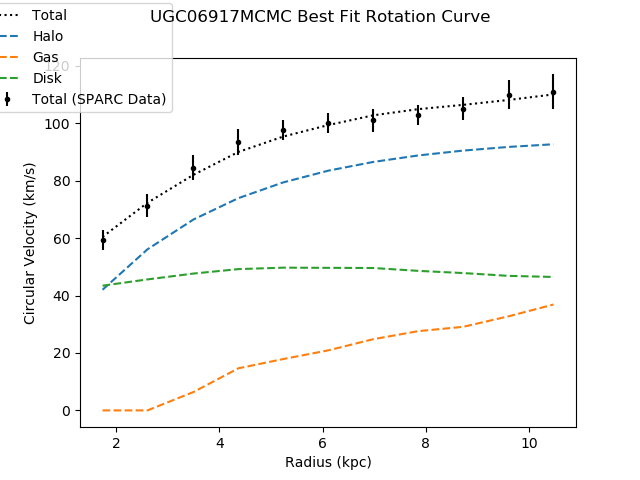 UGC06917MCMC Best Fit Rotation Curve
Total
Halo
Gas
Disk
Total (SPARC Data)
120
100
80
60
40
20
0
Circular Velocity (km/s)
2
4
6
8
10
Radius (kpc)